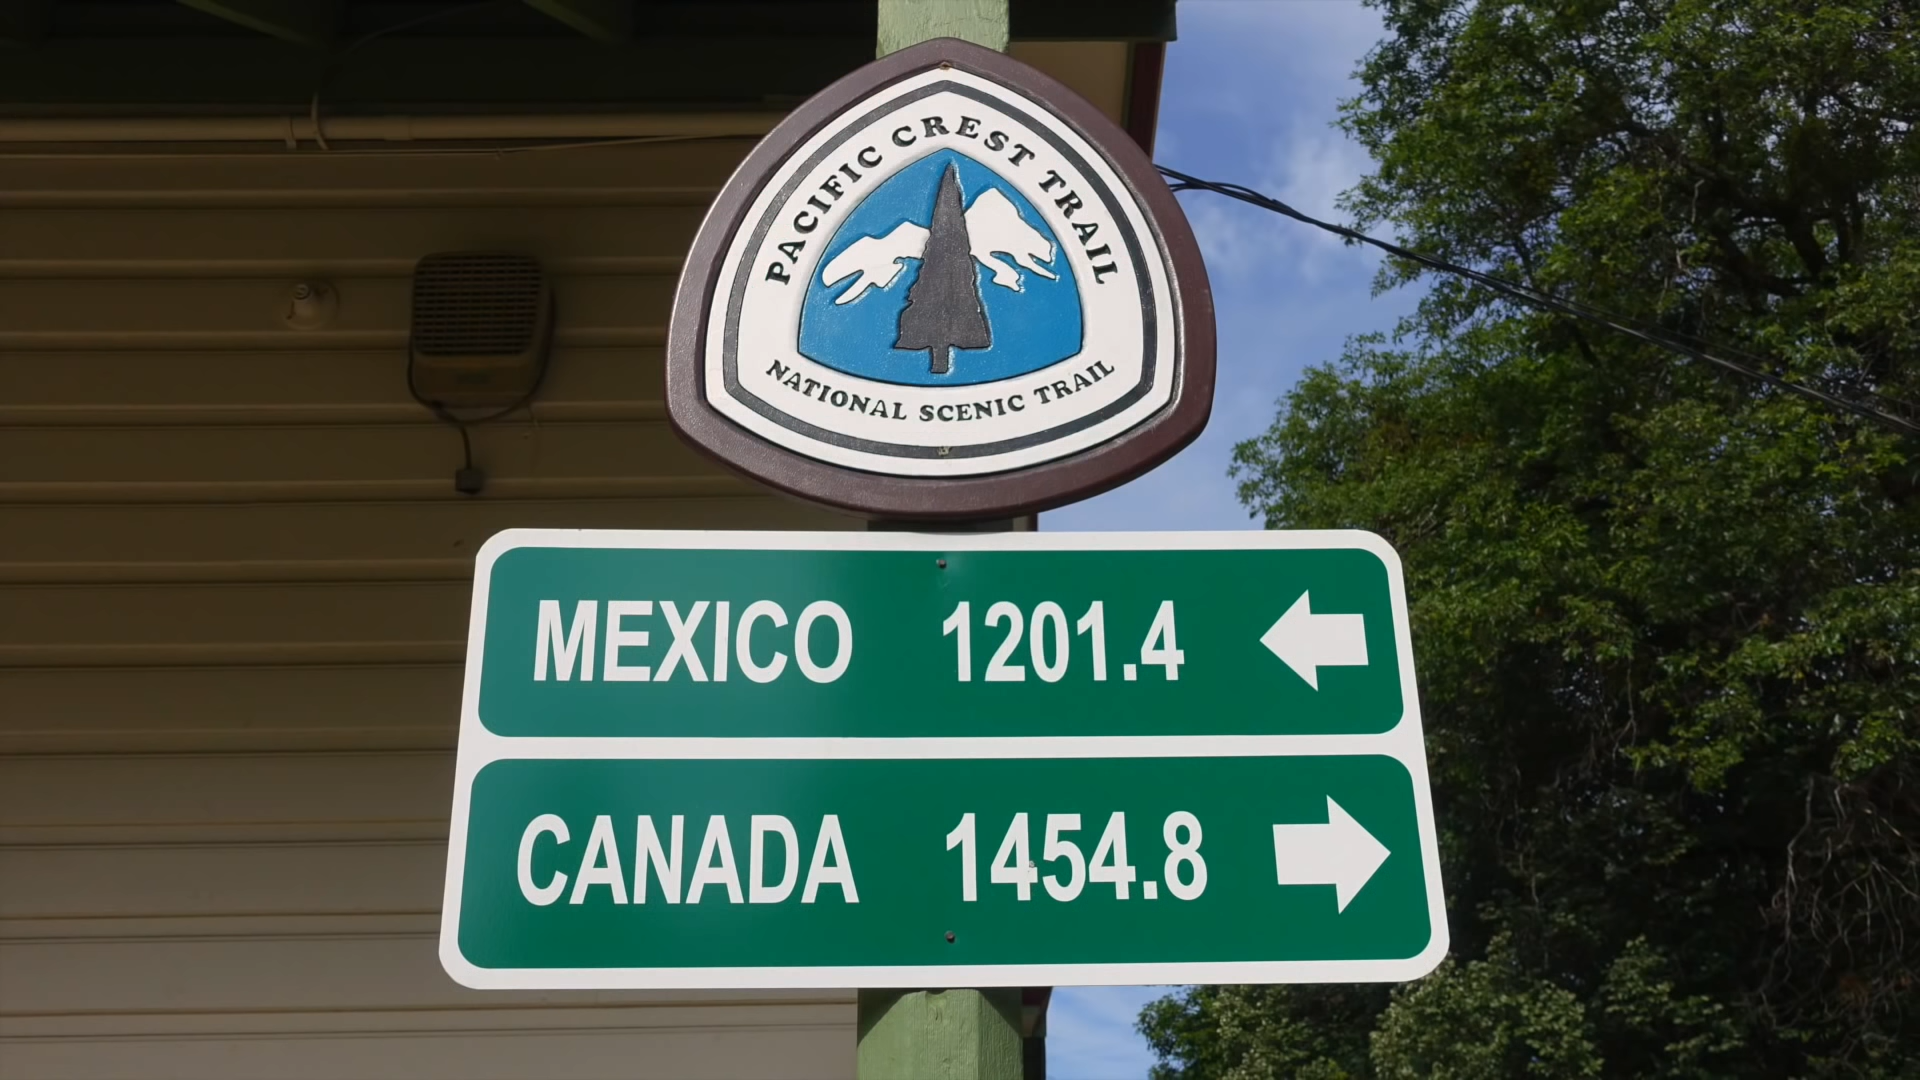 PACIFIC CREST TRAIL
NATIONAL SCENIC TRAIL
MEXICO 1201.4
CANADA 1454.8